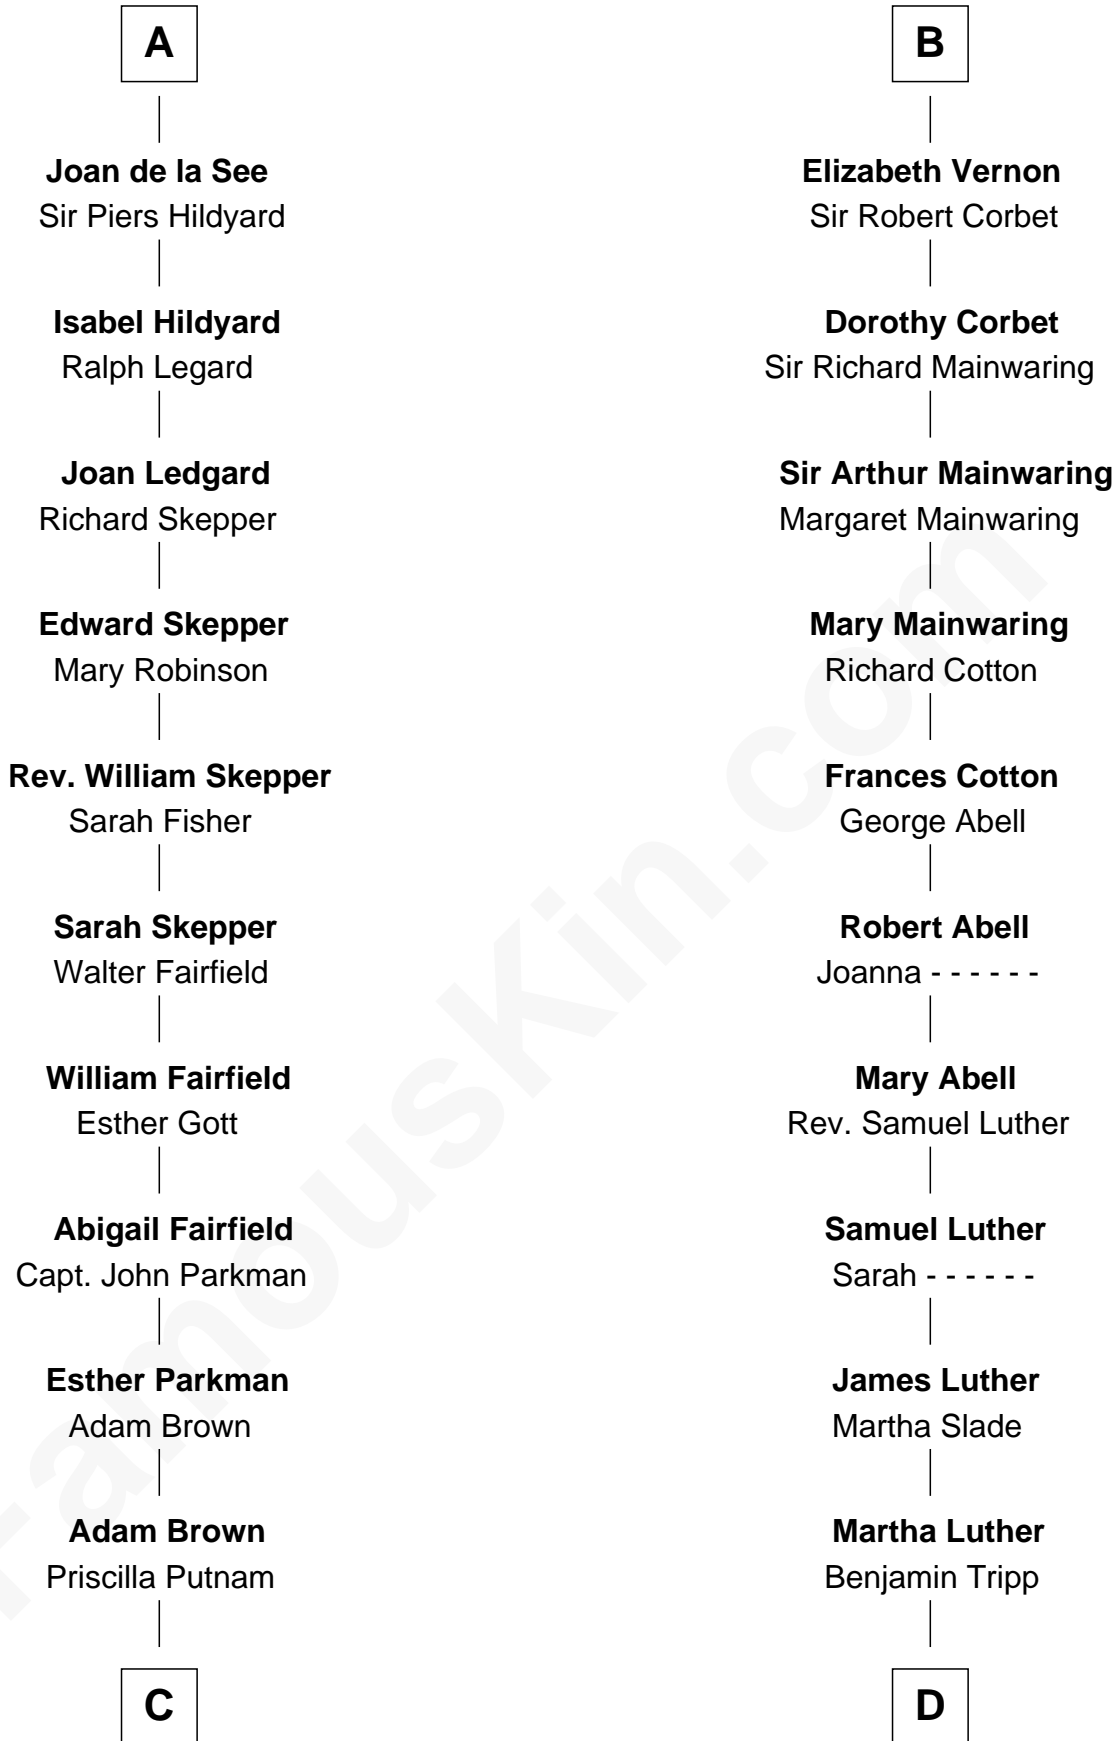 A
Joan de la See
Sir Piers Hildyard
Isabel Hildyard
Ralph Legard
Joan Ledgard
Richard Skepper
Edward Skepper
Mary Robinson
Rev. William Skepper
Sarah Fisher
Sarah Skepper
Walter Fairfield
William Fairfield
Esther Gott
Abigail Fairfield
Capt. John Parkman
Esther Parkman
Adam Brown
Adam Brown
Priscilla Putnam
C
B
Elizabeth Vernon
Sir Robert Corbet
Dorothy Corbet
Sir Richard Mainwaring
Sir Arthur Mainwaring
Margaret Mainwaring
Mary Mainwaring
Richard Cotton
Frances Cotton
George Abell
Robert Abell
Joanna - - - - - -
Mary Abell
Rev. Samuel Luther
Samuel Luther
Sarah - - - - - -
James Luther
Martha Slade
Martha Luther
Benjamin Tripp
D
FamousKin.com